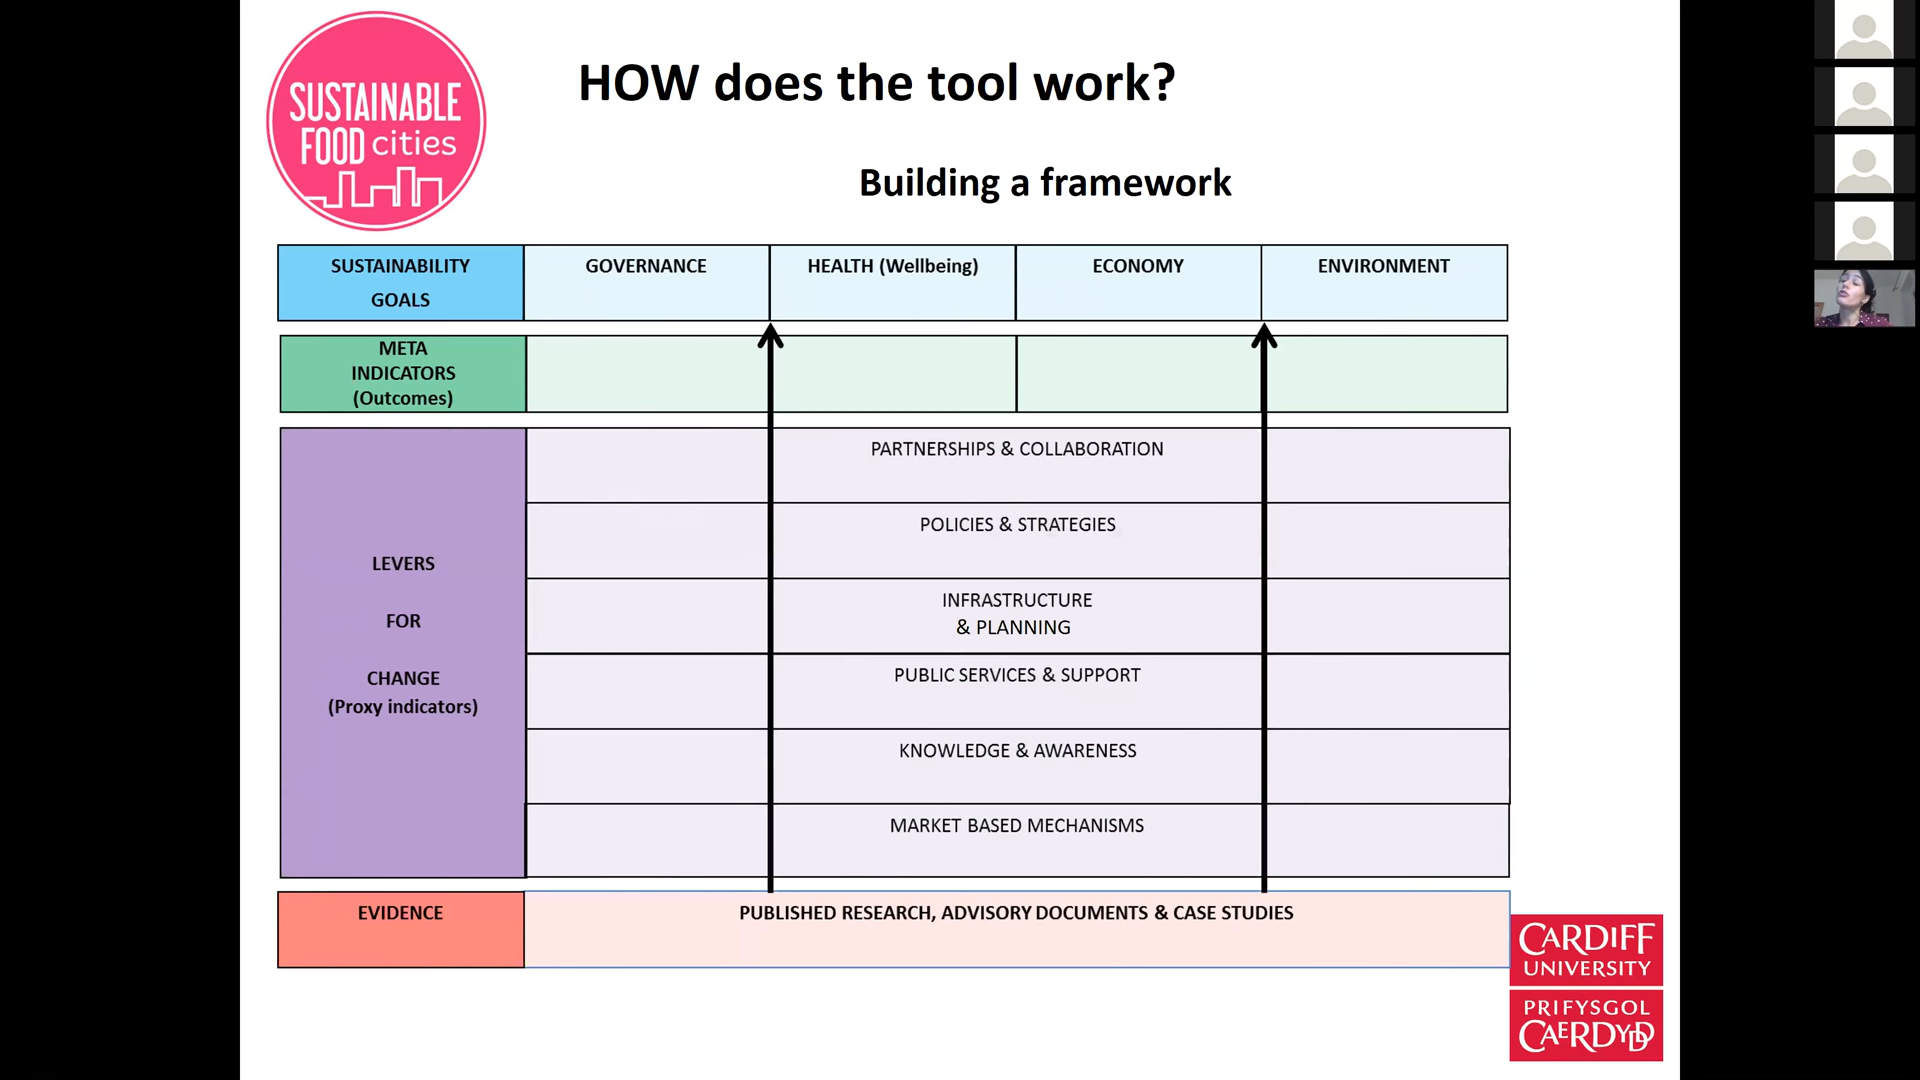 SUSTAINABLE
FOOD cities
HOW does the tool work?
Building a framework
SUSTAINABILITY
GOALS
GOVERNANCE
HEALTH (Wellbeing)
ECONOMY
ENVIRONMENT
META
INDICATORS
(Outcomes)
LEVERS
FOR
CHANGE
(Proxy indicators)
PARTNERSHIPS & COLLABORATION
POLICIES & STRATEGIES
INFRASTRUCTURE
& PLANNING
PUBLIC SERVICES & SUPPORT
KNOWLEDGE & AWARENESS
MARKET BASED MECHANISMS
EVIDENCE
PUBLISHED RESEARCH, ADVISORY DOCUMENTS & CASE STUDIES
CARDIFF
UNIVERSITY
PRIFYSGOL
CAERDYDD